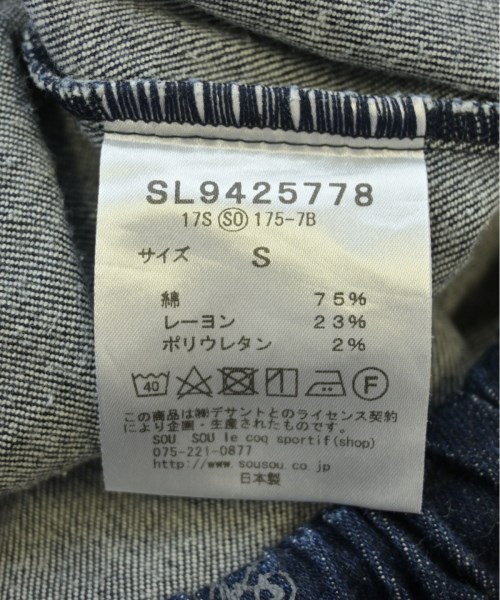 SL9425778
17S SO 175-7B
サイズ S
綿 75%
レーヨン 23%
ポリウレタン 2%
40 F
この商品は㈱デサントとのライセンス契約
により企画・生産されたものです。
SOU. SOU le coq sportif(shop)
075-221-0877
http://www.sousou.co.jp
日本製